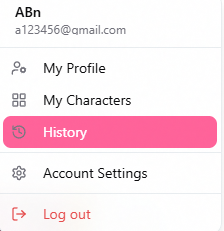 ABn
a123456@gmail.com
My Profile
My Characters
History
Account Settings
Log out